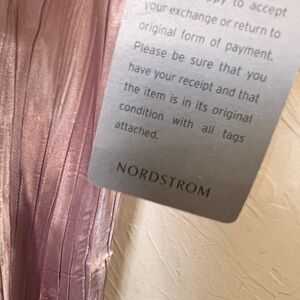 to accept
your exchange or return to
original form of payment.
Please be sure that you
have your receipt and that
the item is in its original
condition with all tags
attached.
NORDSTROM